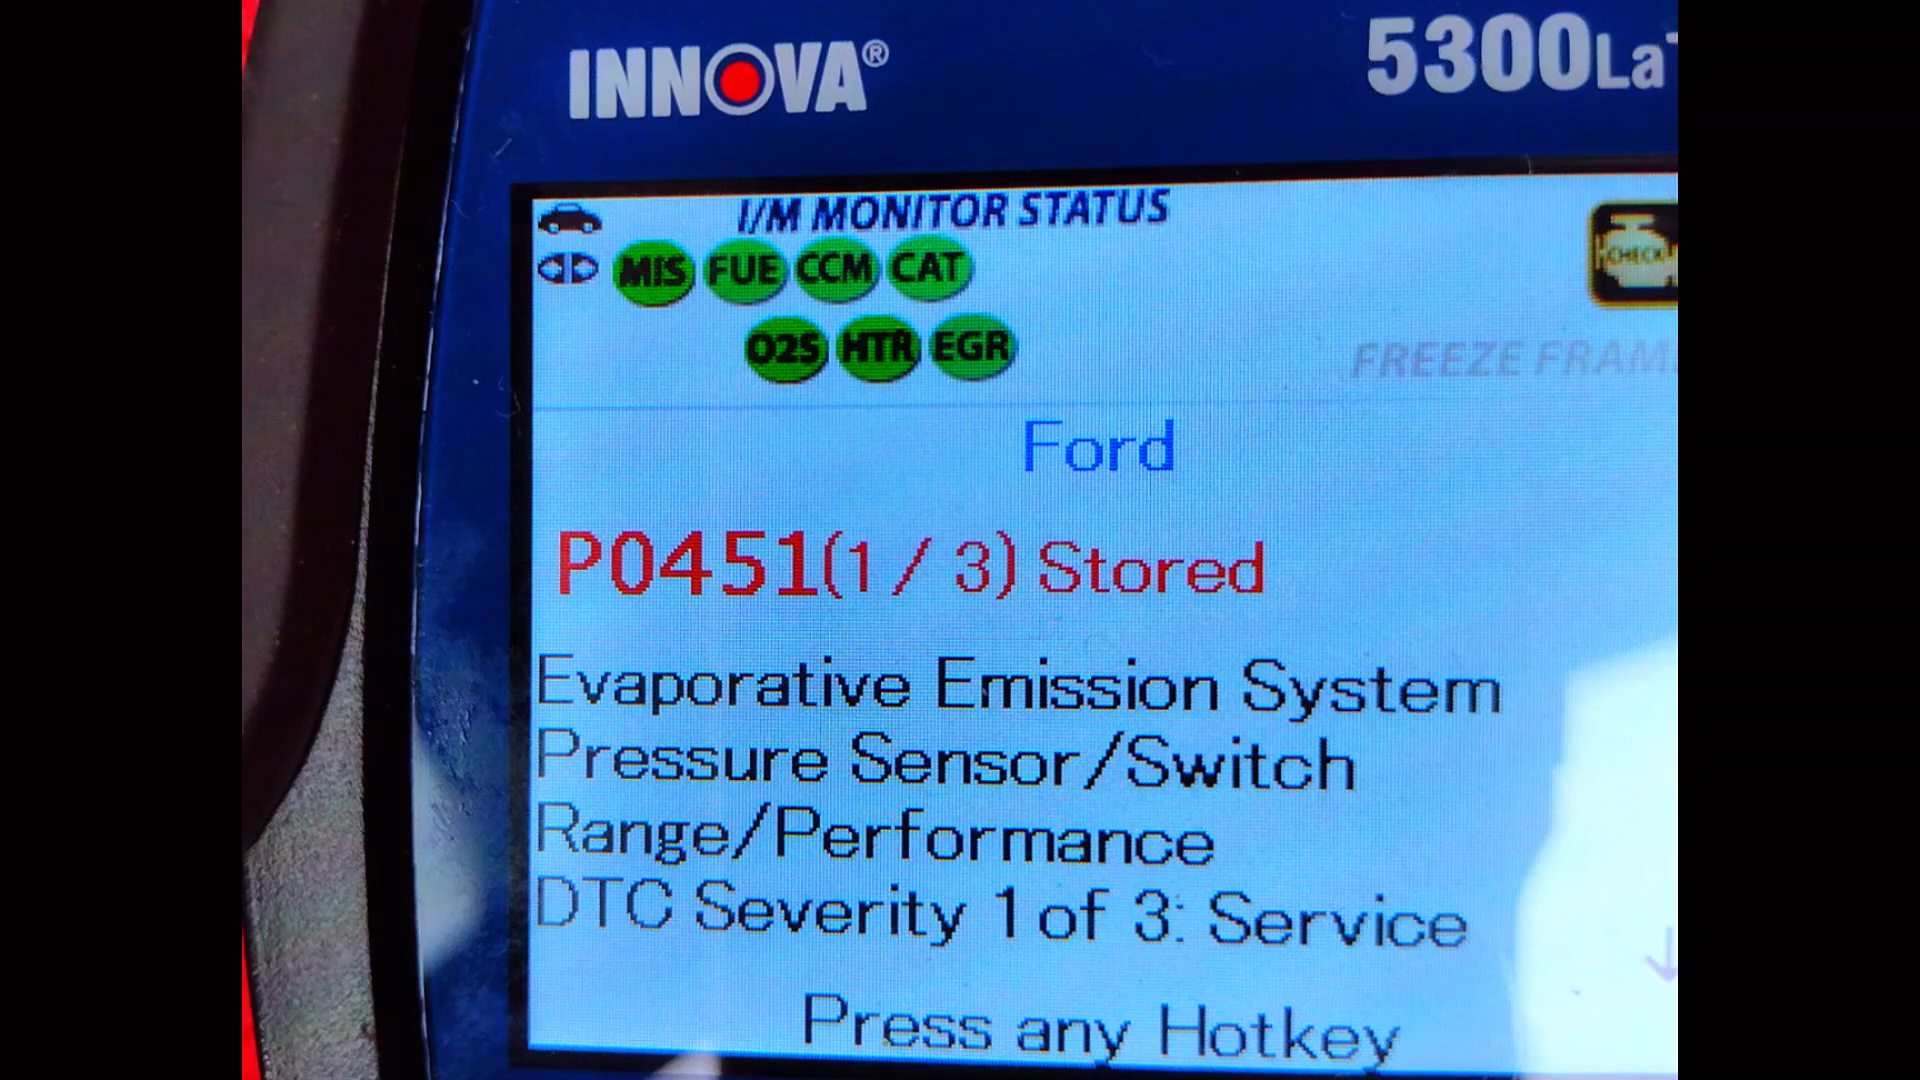 INNOVA®
5300La
I/M MONITOR STATUS
MIS FUE CCM CAT
CHECK
O2S HTR EGR
FREEZE FRAM
Ford
P0451(1 / 3) Stored
Evaporative Emission System
Pressure Sensor/Switch
Range/Performance
DTC Severity 1 of 3: Service
Press any Hotkey